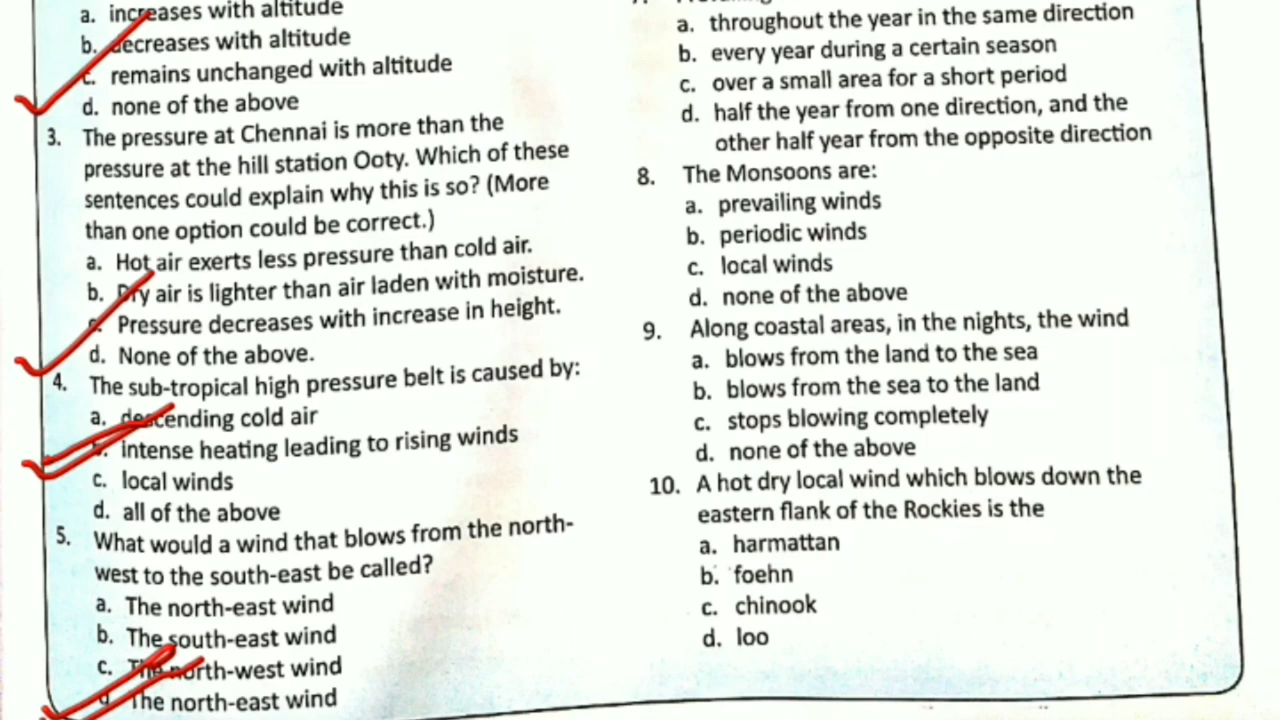 a. increases with altitude
b. decreases with altitude
c. remains unchanged with altitude
d. none of the above
3. The pressure at Chennai is more than the
pressure at the hill station Ooty. Which of these
sentences could explain why this is so? (More
than one option could be correct.)
a. Hot air exerts less pressure than cold air.
b. Dry air is lighter than air laden with moisture.
c. Pressure decreases with increase in height.
d. None of the above.
4. The sub-tropical high pressure belt is caused by:
a. descending cold air
b. intense heating leading to rising winds
c. local winds
d. all of the above
5. What would a wind that blows from the north-
west to the south-east be called?
a. The north-east wind
b. The south-east wind
c. The north-west wind
d. The north-east wind
a. throughout the year in the same direction
b. every year during a certain season
c. over a small area for a short period
d. half the year from one direction, and the
other half year from the opposite direction
8. The Monsoons are:
a. prevailing winds
b. periodic winds
c. local winds
d. none of the above
9. Along coastal areas, in the nights, the wind
a. blows from the land to the sea
b. blows from the sea to the land
c. stops blowing completely
d. none of the above
10. A hot dry local wind which blows down the
eastern flank of the Rockies is the
a. harmattan
b. foehn
c. chinook
d. loo